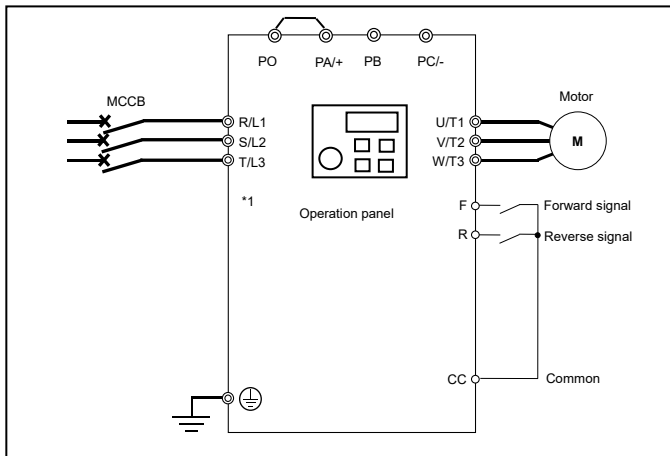 PO PA/+ PB PC/-
MCCB
Motor
R/L1
S/L2
T/L3
U/T1
V/T2
W/T3
M
*1
Operation panel
F
Forward signal
R
Reverse signal
CC
Common